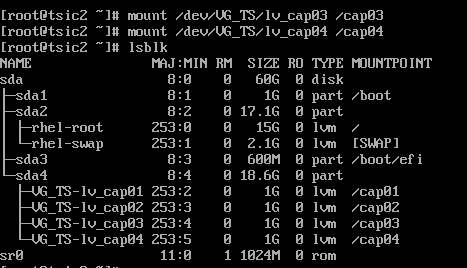 [root@tsic2 ~]# mount /dev/VG_TS/lv_cap03 /cap03
[root@tsic2 ~]# mount /dev/VG_TS/lv_cap04 /cap04
[root@tsic2 ~]# lsblk
NAME MAJ:MIN RM SIZE RO TYPE MOUNTPOINT
sda 8:0 0 60G 0 disk
├─sda1 8:1 0 1G 0 part /boot
├─sda2 8:2 0 17.1G 0 part
│ ├─rhel-root 253:0 0 15G 0 lvm /
│ └─rhel-swap 253:1 0 2.1G 0 lvm [SWAP]
├─sda3 8:3 0 600M 0 part /boot/efi
└─sda4 8:4 0 18.6G 0 part
├─VG_TS-lv_cap01 253:2 0 1G 0 lvm /cap01
├─VG_TS-lv_cap02 253:3 0 1G 0 lvm /cap02
├─VG_TS-lv_cap03 253:4 0 1G 0 lvm /cap03
└─VG_TS-lv_cap04 253:5 0 1G 0 lvm /cap04
sr0 11:0 1 1024M 0 rom
[root@tsic2 ~]#